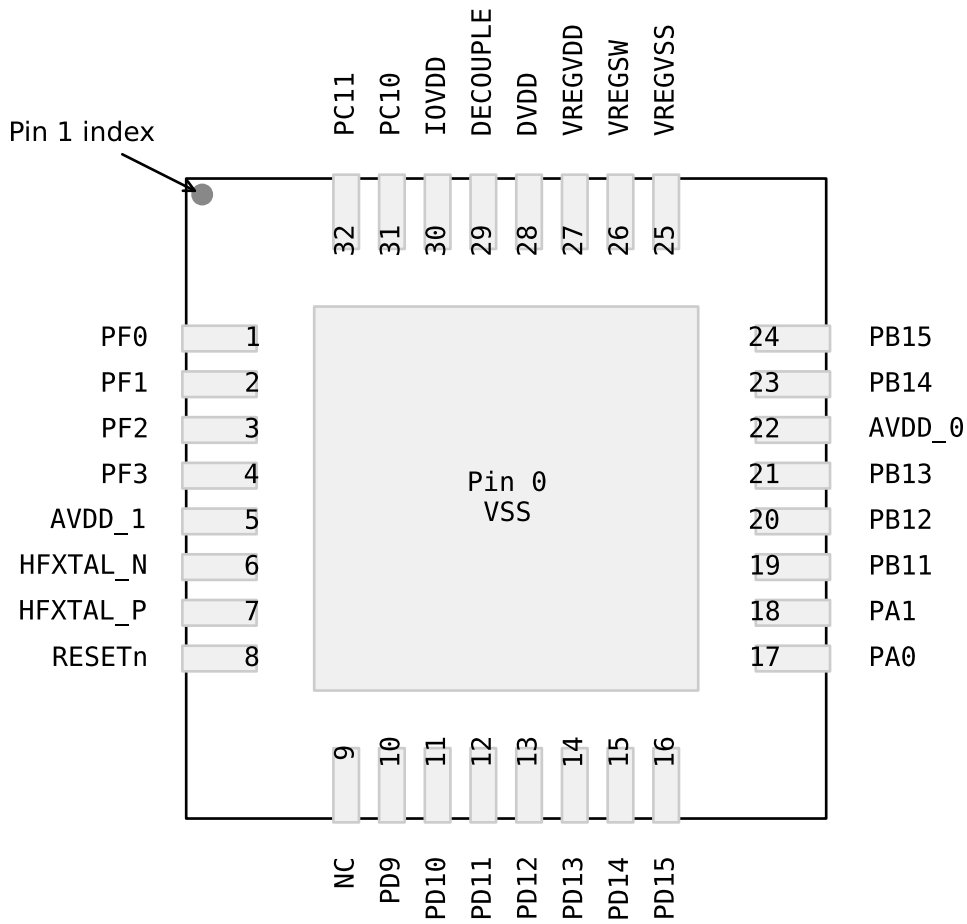 PC11
PC10
IOVDD
DECOUPLE
DVDD
VREGVDD
VREGSW
VREGVSS
Pin 1 index
32
31
30
29
28
27
26
25
PF0 1
24 PB15
PF1 2
23 PB14
PF2 3
22 AVDD_0
PF3 4
21 PB13
Pin 0
VSS
AVDD_1 5
20 PB12
HFXTAL_N 6
19 PB11
HFXTAL_P 7
18 PA1
RESETn 8
17 PA0
9
10
11
12
13
14
15
16
NC
PD9
PD10
PD11
PD12
PD13
PD14
PD15